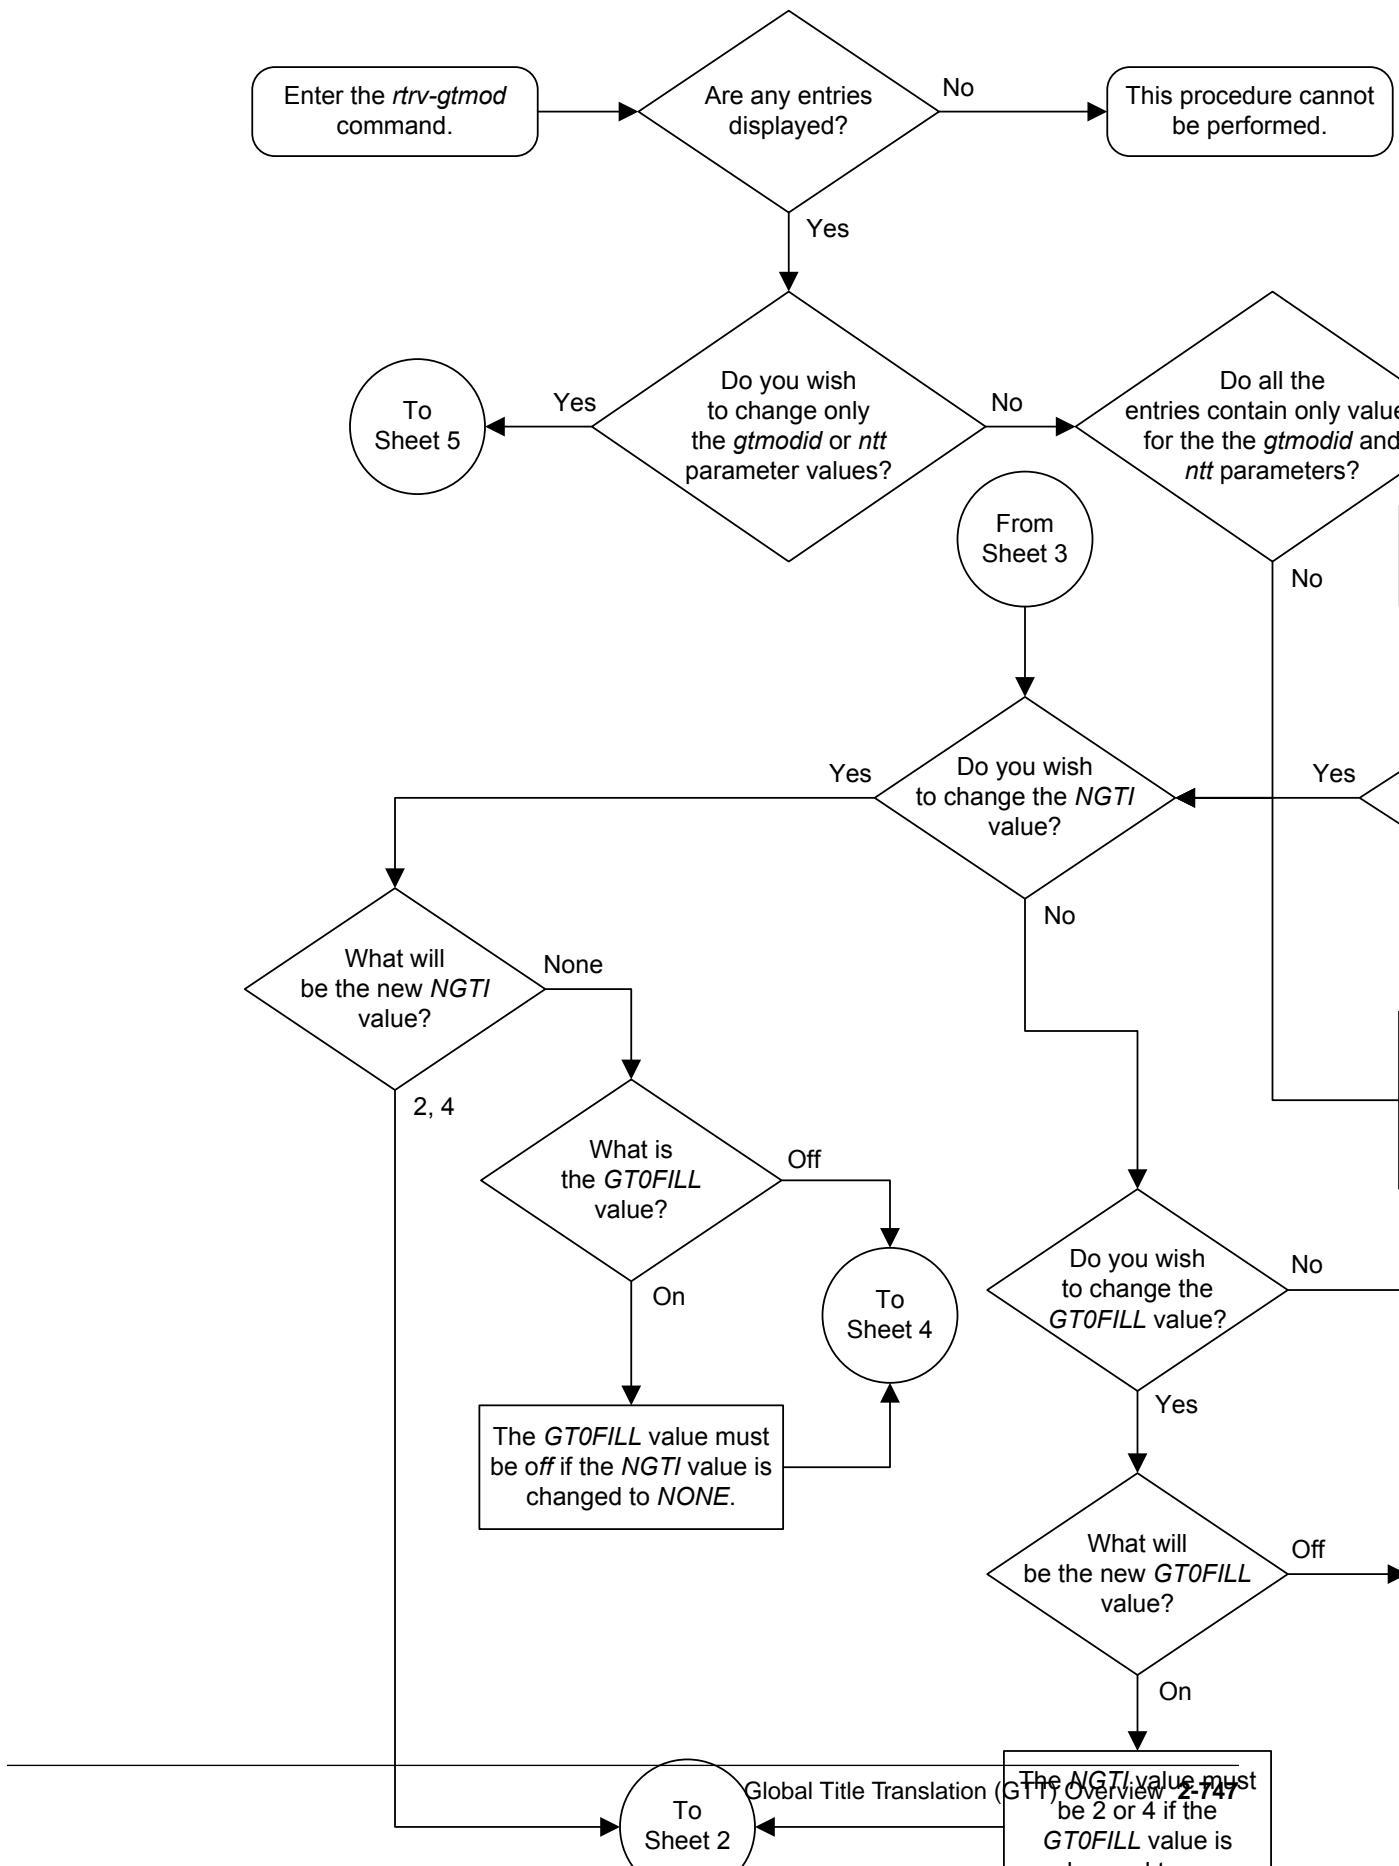 Enter the rtrv-gtmod
command.
Are any entries
displayed?
No
This procedure cannot
be performed.
Yes
To
Sheet 5
Yes
Do you wish
to change only
the gtmodid or ntt
parameter values?
No
Do all the
entries contain only value
for the the gtmodid and
ntt parameters?
No
From
Sheet 3
Yes
Do you wish
to change the NGTI
value?
Yes
No
What will
be the new NGTI
value?
None
2, 4
What is
the GT0FILL
value?
Off
On
To
Sheet 4
The GT0FILL value must
be off if the NGTI value is
changed to NONE.
Do you wish
to change the
GT0FILL value?
No
Yes
What will
be the new GT0FILL
value?
Off
On
The NGTI value must
be 2 or 4 if the
GT0FILL value is
To
Sheet 2
Global Title Translation (GTT) Overview 2-747